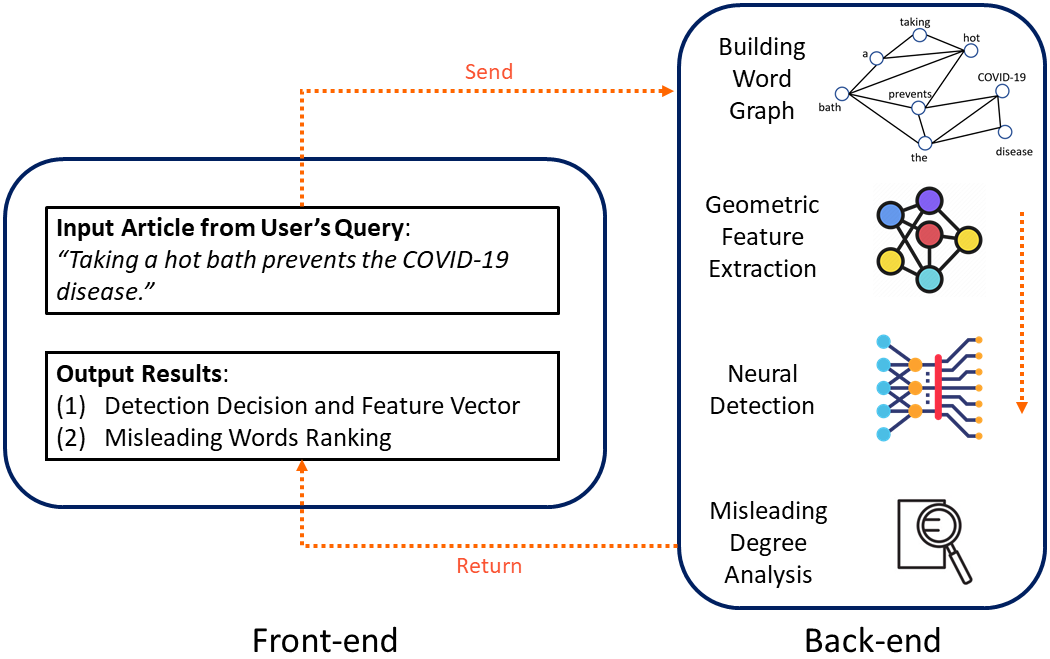 Send
Input Article from User's Query:
“Taking a hot bath prevents the COVID-19
disease.”
Output Results:
(1) Detection Decision and Feature Vector
(2) Misleading Words Ranking
Return
Front-end
Building
Word
Graph
taking
a
hot
bath
prevents
COVID-19
the
disease
Geometric
Feature
Extraction
Neural
Detection
Misleading
Degree
Analysis
Back-end